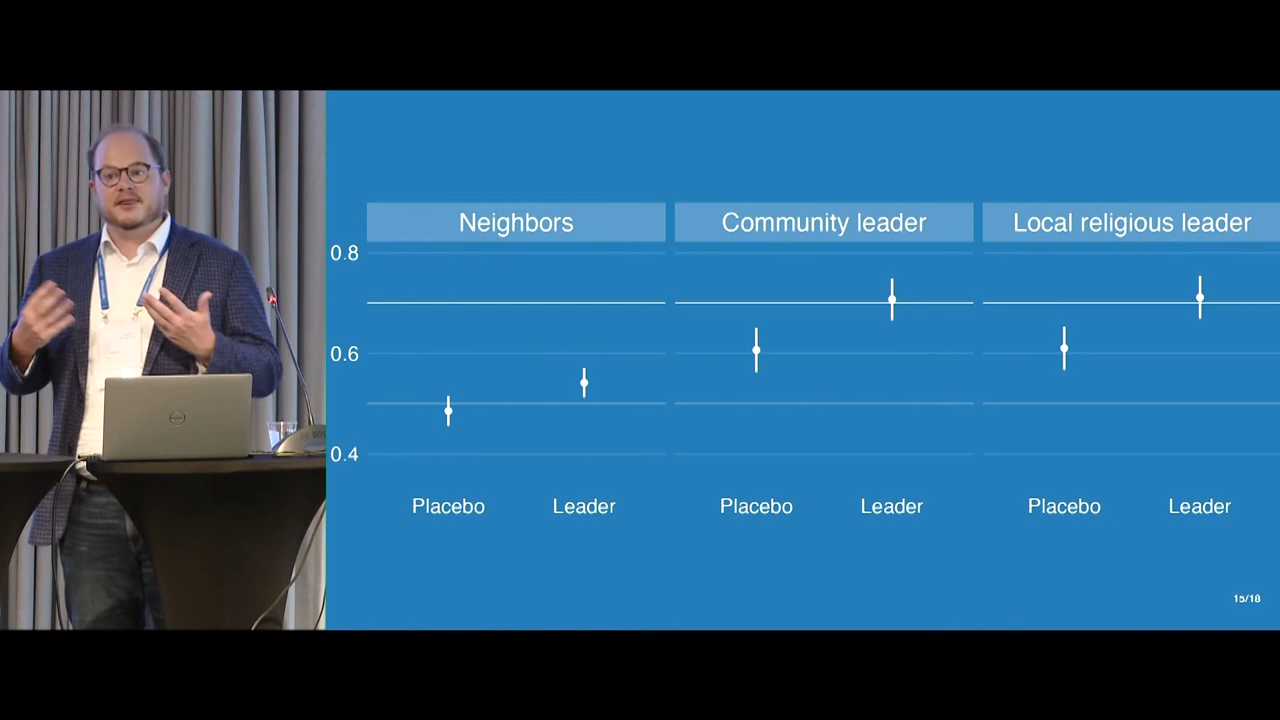 Neighbors
Community leader
Local religious leader
0.8
0.6
0.4
Placebo
Leader
Placebo
Leader
Placebo
Leader
15/18